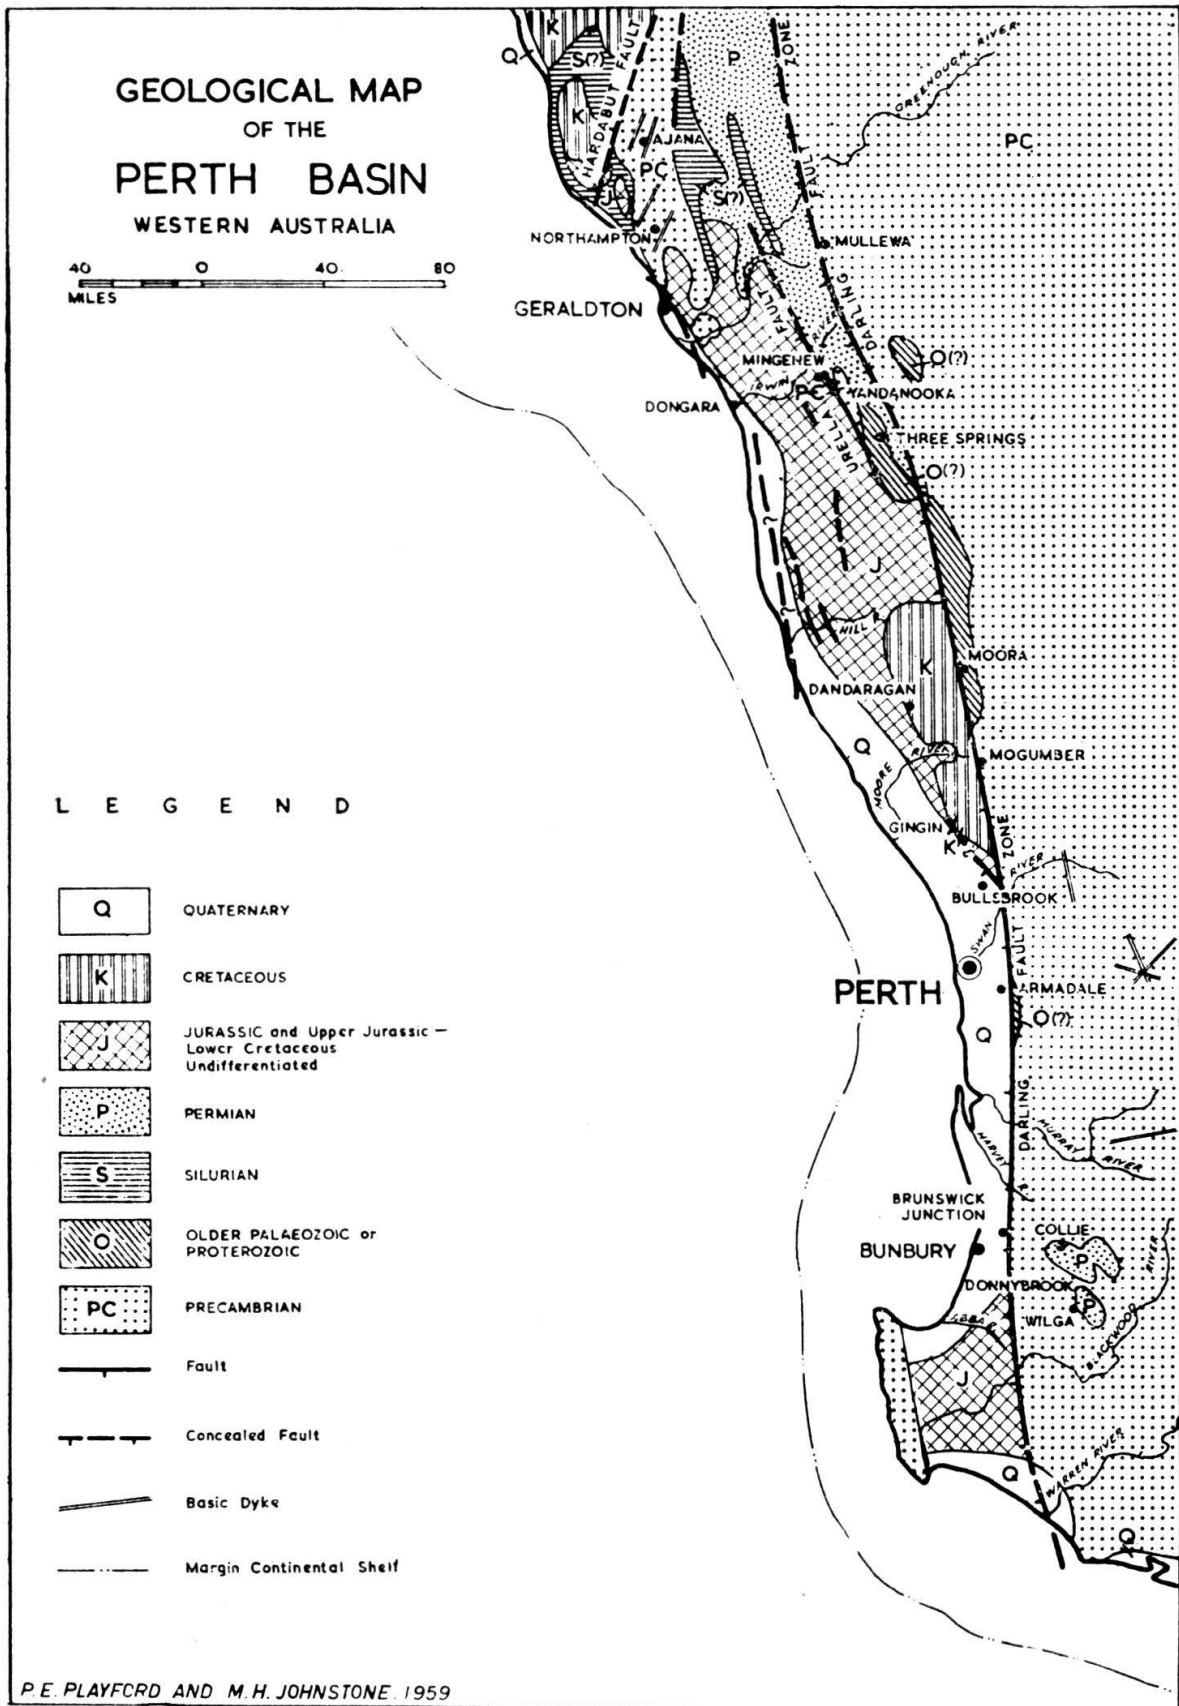 GEOLOGICAL MAP
OF THE
PERTH BASIN
WESTERN AUSTRALIA
40 0 40 80
MILES
K
Q
S(?)
K
HARDABUT FAULT
AJANA
PC
J
S(?)
P
ZONE
FAULT
DARLING
GREENOUGH RIVER
PC
NORTHAMPTON
MULLEWA
GERALDTON
FAULT
URELLA
MINGENEW
RIVER
IRWIN
PC
YANDANOOKA
O(?)
DONGARA
THREE SPRINGS
O(?)
?
J
?
HILL R.
K
MOORA
DANDARAGAN
Q
MOORE RIVER
MOGUMBER
GINGIN
K
?
ZONE
RIVER
BULLSBROOK
SWAN
FAULT
PERTH
ARMADALE
O(?)
Q
DARLING
HARVEY R.
MURRAY RIVER
BRUNSWICK
JUNCTION
COLLIE
P
BUNBURY
DONNYBROOK
P
WILGA
RIVER
BLACKWOOD
J
Q
WARREN RIVER
Q
LEGEND
Q QUATERNARY
K CRETACEOUS
J JURASSIC and Upper Jurassic —
Lower Cretaceous
Undifferentiated
P PERMIAN
S SILURIAN
O OLDER PALAEOZOIC or
PROTEROZOIC
PC PRECAMBRIAN
Fault
Concealed Fault
Basic Dyke
Margin Continental Shelf
P.E. PLAYFORD AND M.H. JOHNSTONE. 1959